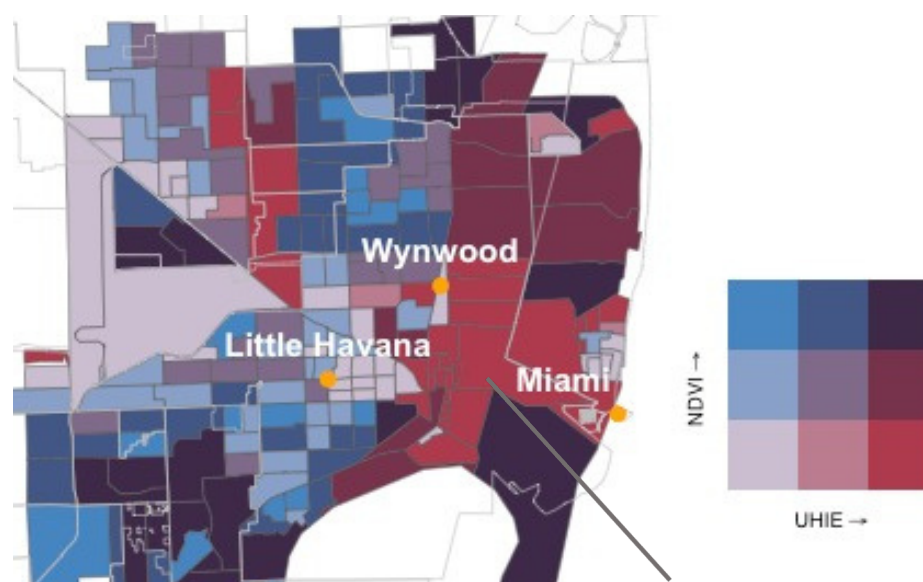 Wynwood
Little Havana
Miami
NDVI →
UHIE →